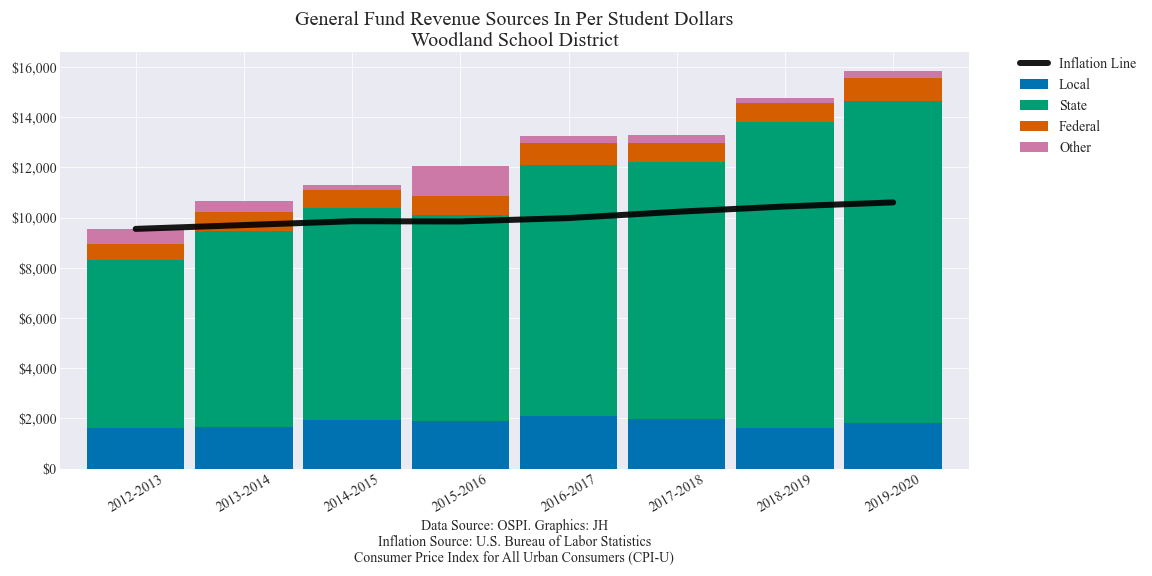 General Fund Revenue Sources In Per Student Dollars
Woodland School District
$16,000
$14,000
$12,000
$10,000
$8,000
$6,000
$4,000
$2,000
$0
2012-2013
2013-2014
2014-2015
2015-2016
2016-2017
2017-2018
2018-2019
2019-2020
Inflation Line
Local
State
Federal
Other
Data Source: OSPI. Graphics: JH
Inflation Source: U.S. Bureau of Labor Statistics
Consumer Price Index for All Urban Consumers (CPI-U)